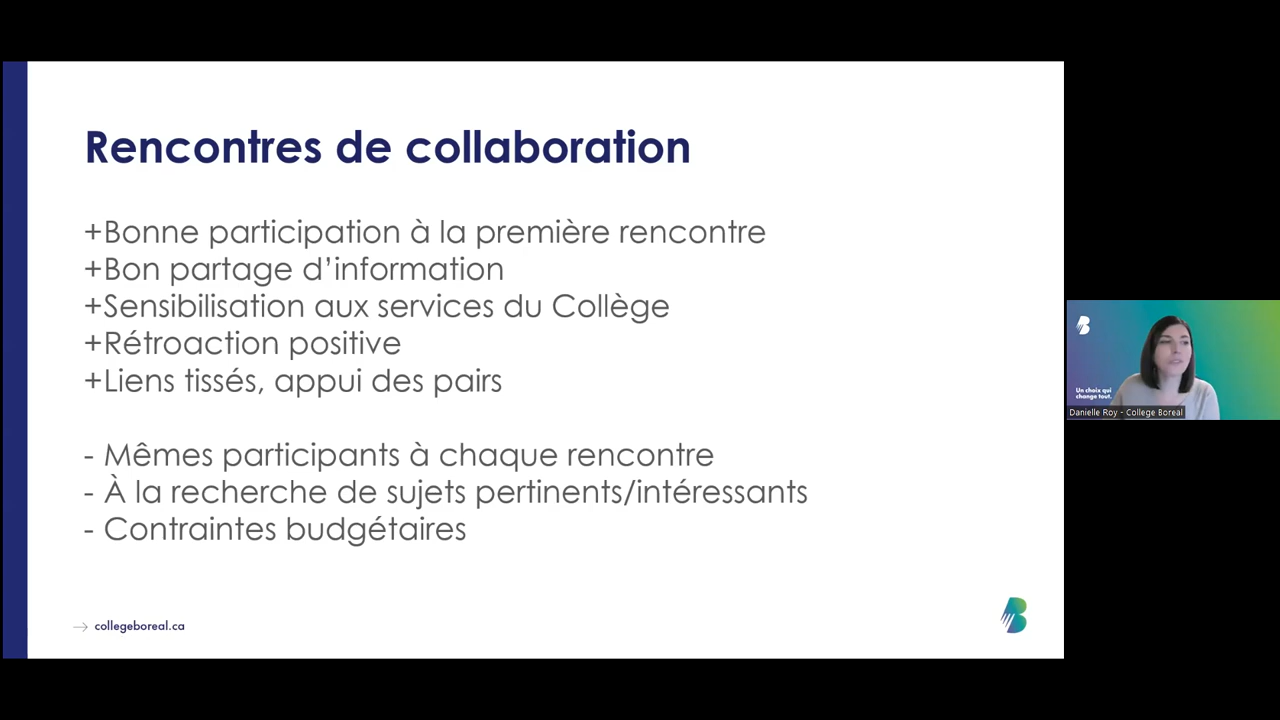 Rencontres de collaboration
+Bonne participation à la première rencontre
+Bon partage d’information
+Sensibilisation aux services du Collège
+Rétroaction positive
+Liens tissés, appui des pairs
- Mêmes participants à chaque rencontre
- À la recherche de sujets pertinents/intéressants
- Contraintes budgétaires
collegeboreal.ca
Un choix qui
change tout.
Danielle Roy - College Boreal